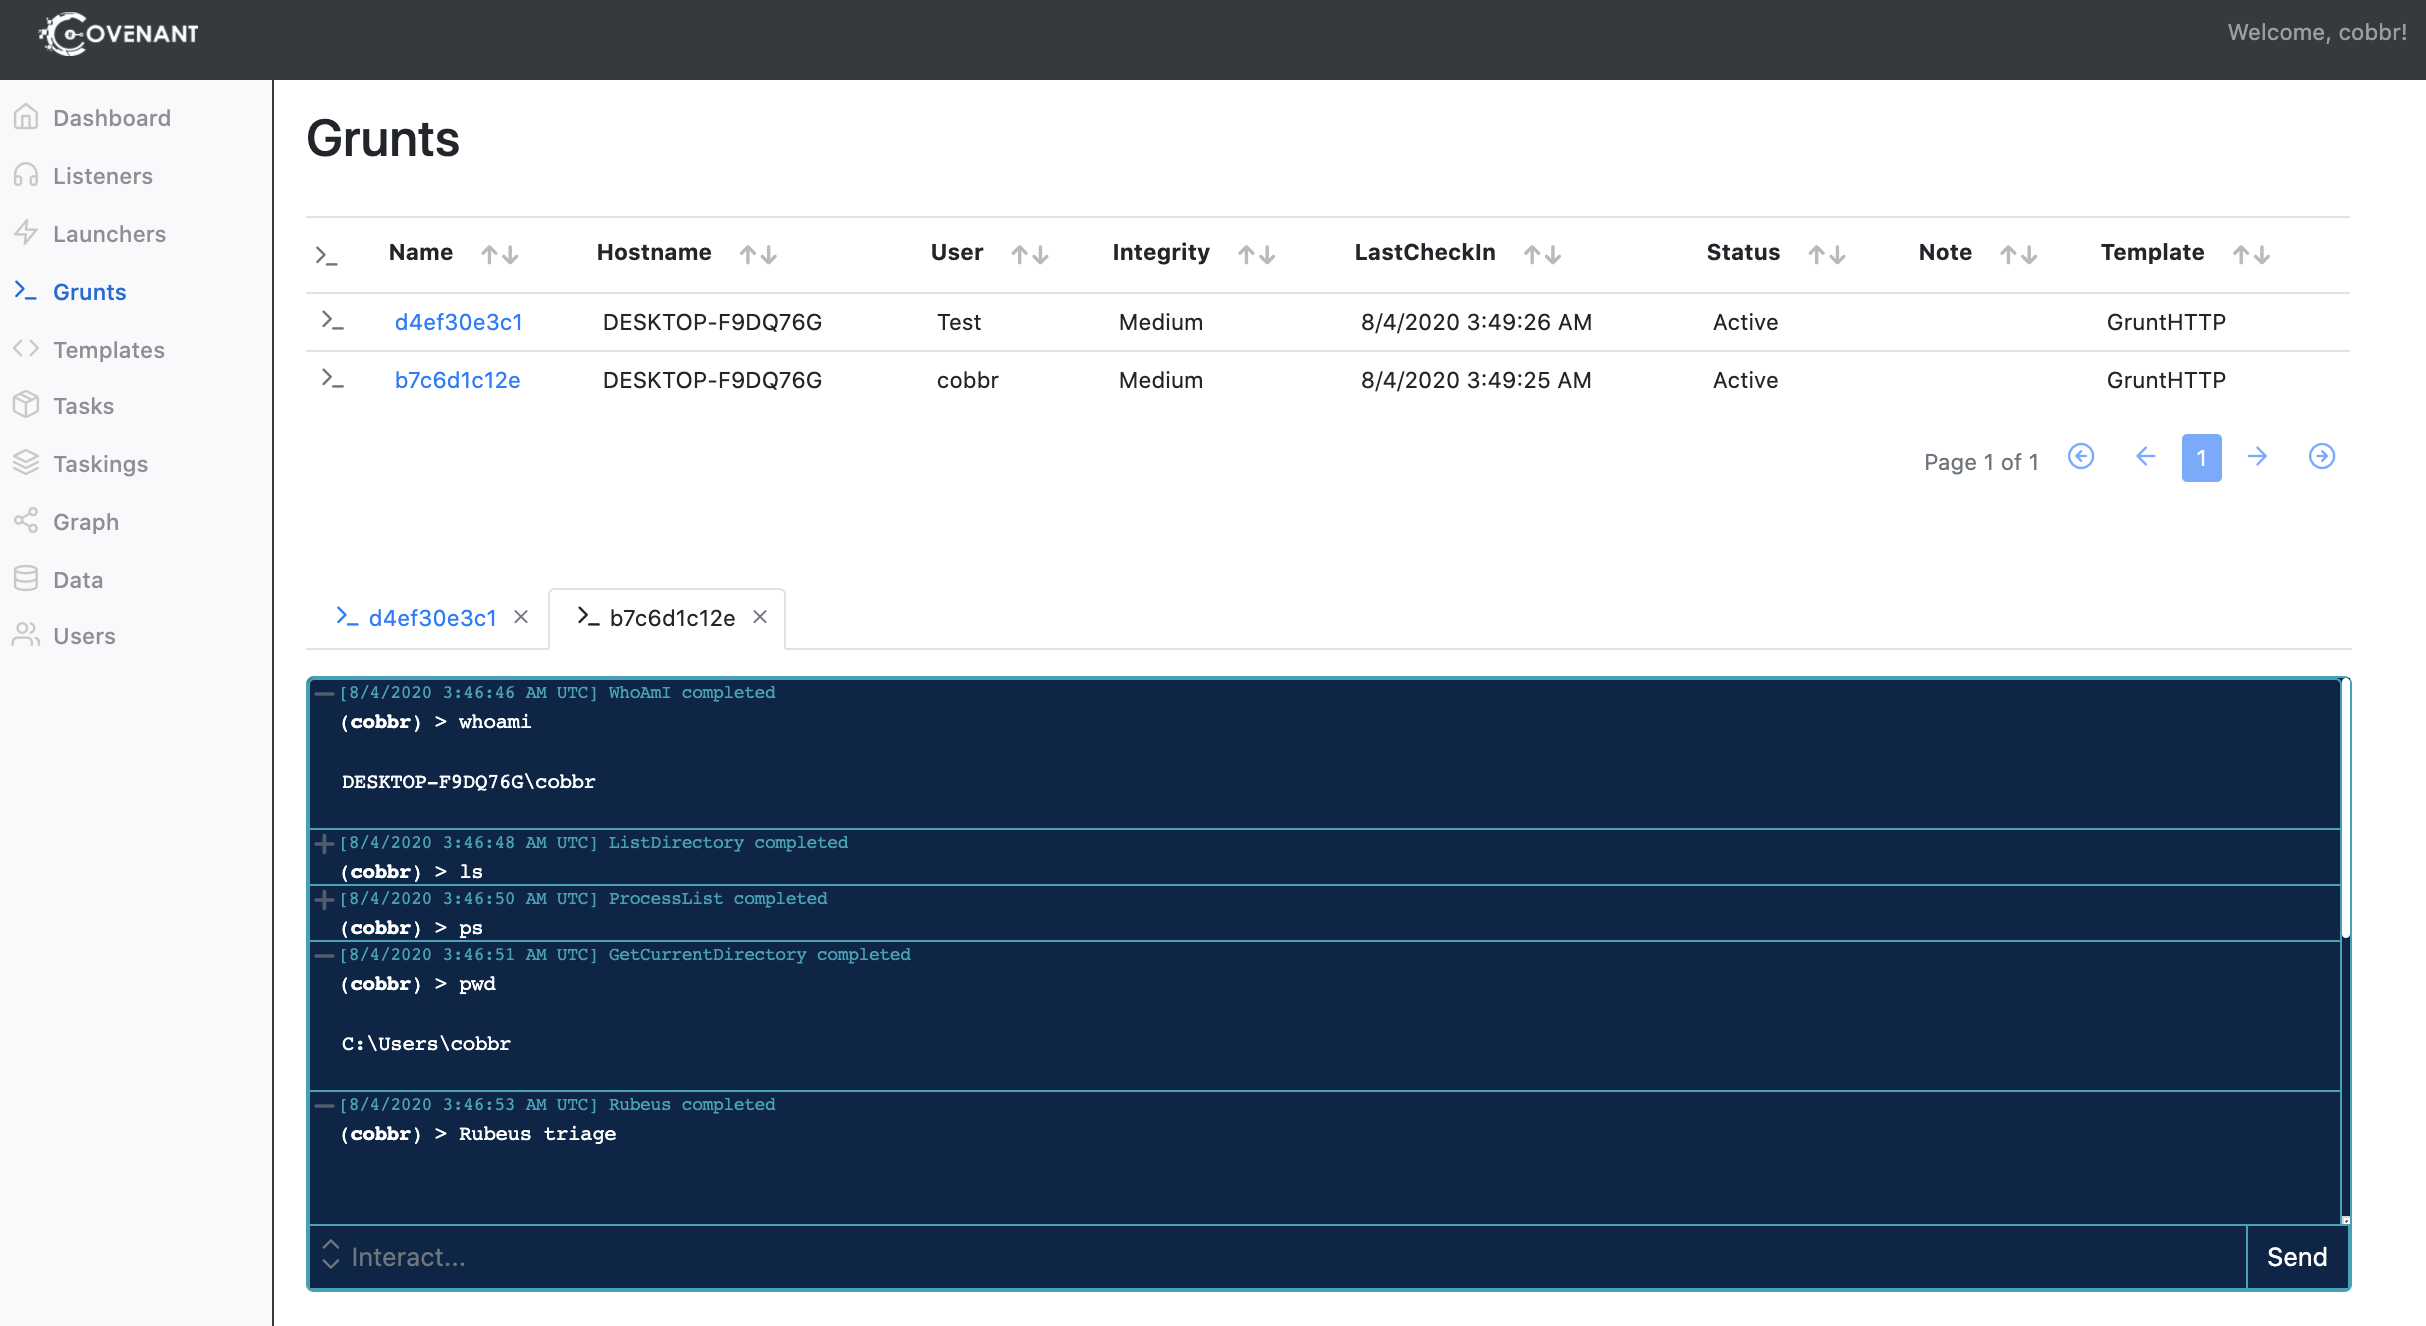 COVENANT
Welcome, cobbr!
Dashboard
Listeners
Launchers
Grunts
Templates
Tasks
Taskings
Graph
Data
Users
Grunts
Name Hostname User Integrity LastCheckIn Status Note Template
d4ef30e3c1 DESKTOP-F9DQ76G Test Medium 8/4/2020 3:49:26 AM Active GruntHTTP
b7c6d1c12e DESKTOP-F9DQ76G cobbr Medium 8/4/2020 3:49:25 AM Active GruntHTTP
Page 1 of 1 1
d4ef30e3c1 b7c6d1c12e
[8/4/2020 3:46:46 AM UTC] WhoAmI completed
(cobbr) > whoami
DESKTOP-F9DQ76G\cobbr
[8/4/2020 3:46:48 AM UTC] ListDirectory completed
(cobbr) > ls
[8/4/2020 3:46:50 AM UTC] ProcessList completed
(cobbr) > ps
[8/4/2020 3:46:51 AM UTC] GetCurrentDirectory completed
(cobbr) > pwd
C:\Users\cobbr
[8/4/2020 3:46:53 AM UTC] Rubeus completed
(cobbr) > Rubeus triage
Interact... Send